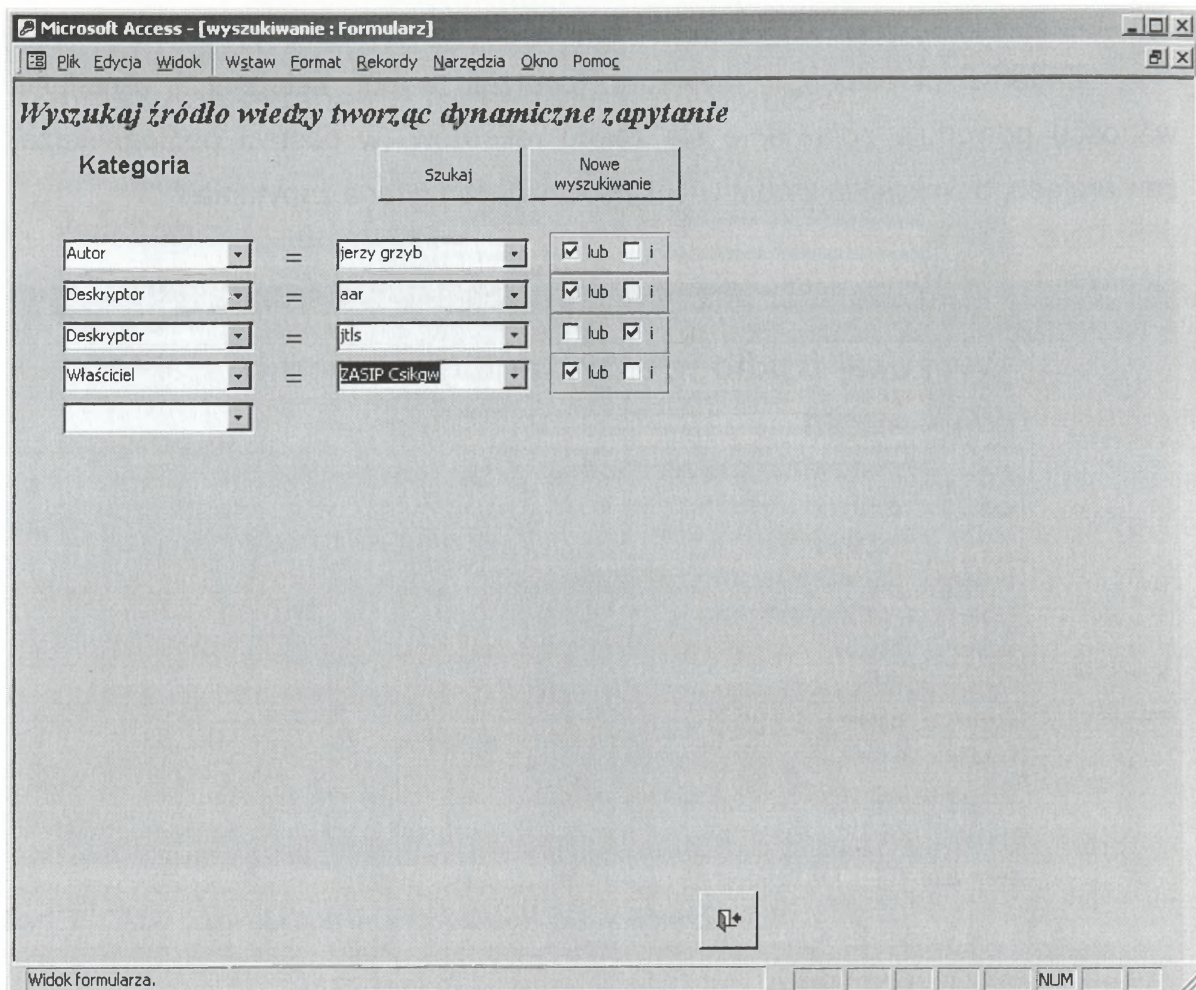 Microsoft Access - [wyszukiwanie : Formularz]
Plik Edycja Widok Wstaw Format Rekordy Narzędzia Okno Pomoc
Wyszukaj źródło wiedzy tworząc dynamiczne zapytanie
Kategoria
Szukaj
Nowe
wyszukiwanie
Autor = jerzy grzyb lub i
Deskryptor = aar lub i
Deskryptor = jtls lub i
Właściciel = ZASIP Csikgw lub i
Widok formularza. NUM